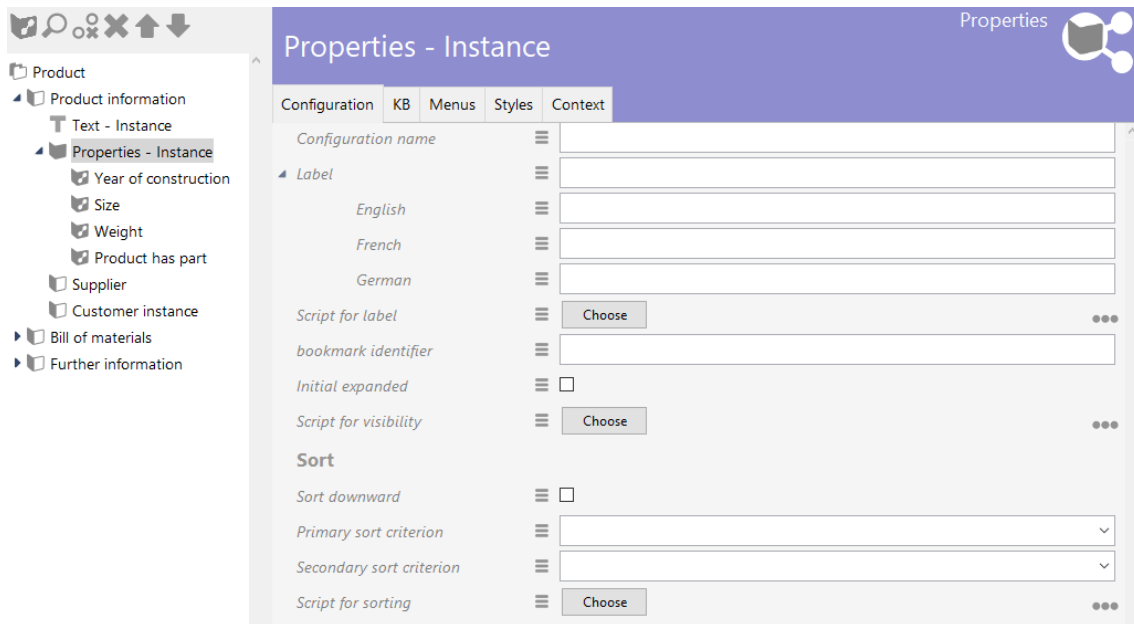 Product
Product information
Text - Instance
Properties - Instance
Year of construction
Size
Weight
Product has part
Supplier
Customer instance
Bill of materials
Further information
Properties
Properties - Instance
Configuration KB Menus Styles Context
Configuration name
Label
English
French
German
Script for label Choose
bookmark identifier
Initial expanded
Script for visibility Choose
Sort
Sort downward
Primary sort criterion
Secondary sort criterion
Script for sorting Choose